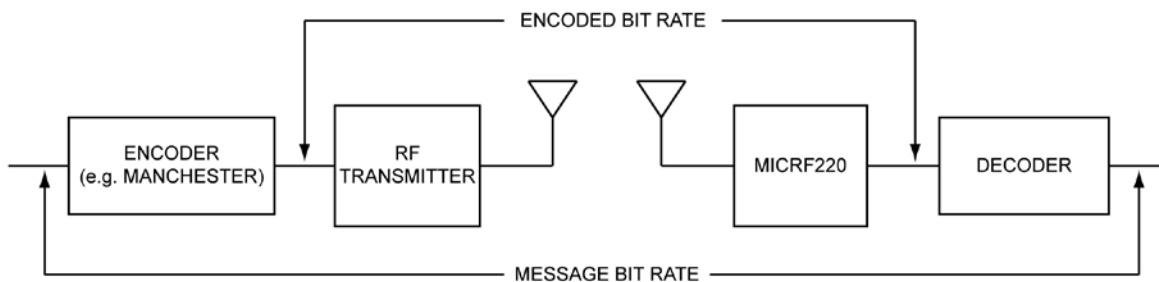 ENCODED BIT RATE
ENCODER
(e.g. MANCHESTER)
RF
TRANSMITTER
MICRF220
DECODER
MESSAGE BIT RATE